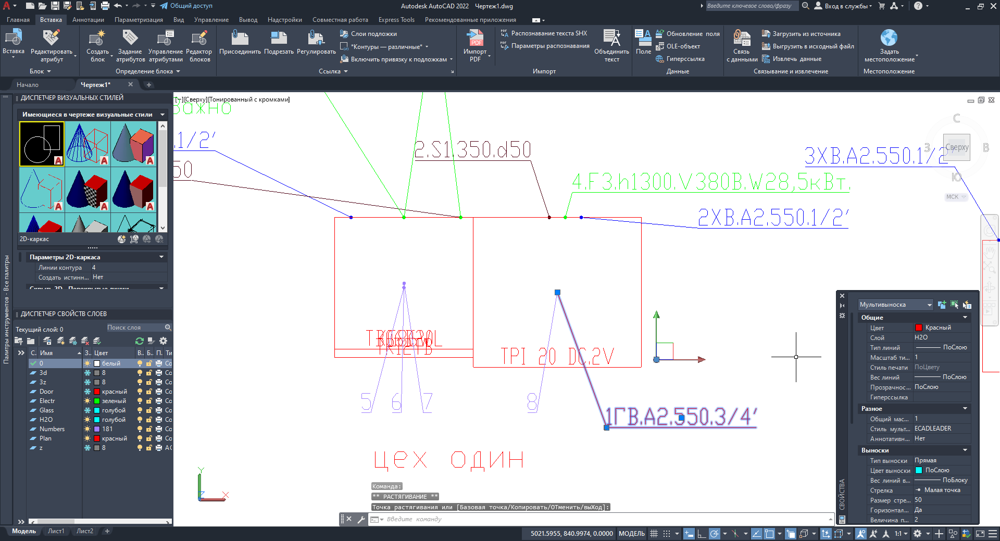 Общий доступ
Autodesk AutoCAD 2022 Чертеж1.dwg
Введите ключевое слово/фразу
Вход в службы
Главная Вставка Аннотации Параметризация Вид Управление Вывод Надстройки Совместная работа Express Tools Рекомендованные приложения
Вставка
Редактировать атрибут
Создать блок
Задание атрибутов
Управление атрибутами
Редактор блоков
Присоединить
Подрезать
Регулировать
Слои подложки
*Контуры — различные*
Включить привязку к подложкам
Импорт PDF
Распознавание текста SHX
Параметры распознавания
Объединить текст
Поле
Обновление поля
OLE-объект
Гиперссылка
Связь с данными
Загрузить из источника
Выгрузить в исходный файл
Извлечь данные
Задать местоположение
Блок Определение блока Ссылка Импорт Данные Связывание и извлечение Местоположение
Начало Чертеж1*
ДИСПЕТЧЕР ВИЗУАЛЬНЫХ СТИЛЕЙ
Имеющиеся в чертеже визуальные стили
2D-каркас
Параметры 2D-каркаса
Линии контура 4
Создать истинн... Нет
Палитры инструментов - Все палитры
ДИСПЕТЧЕР СВОЙСТВ СЛОЕВ
Текущий слой: 0
Поиск слоя
С. Имя З.. Цвет В.. Б.. П. Ти
0 белый Co
3d 8 Co
3z 8 Co
Door красный Co
Electr зеленый Co
Glass голубой Co
H2O голубой Co
Numbers 181 Co
Plan красный Co
z 8 AC
[−][Сверху][Тонированный с кромками]
важно
.1/2'
50
2.S1.350.d50
4.F3.h1300.V380В.W28,5кВт.
3ХВ.А2.550.1/2'
2ХВ.А2.550.1/2'
С
З Сверху В
Ю
МСК
TPI 20 DC.2V
5 6 7 8
1ГВ.А2.550.3/4'
цех один
Y
Z
X
Команда:
** РАСТЯГИВАНИЕ **
Точка растягивания или [Базовая точка/Копировать/ОТменить/выХод]:
Введите команду
СВОЙСТВА
Мультивыноска
Общие
Цвет Красный
Слой H2O
Тип линий ПоСлою
Масштаб ти... 1
Стиль печати ПоЦвету
Вес линий ПоСлою
Прозрачнос... ПоСлою
Гиперссылка
Разное
Общий мас... 1
Стиль мульт... ECADLEADER
Аннотативн... Нет
Выноски
Тип выноски Прямая
Цвет выноски ПоСлою
Вес линий в... ПоБлоку
Стрелка Малая точка
Размер стре... 50
Горизонтал... Да
Величина п... 2
Модель Лист1 Лист2
5021.5955, 840.9974, 0.0000 МОДЕЛЬ
1:1